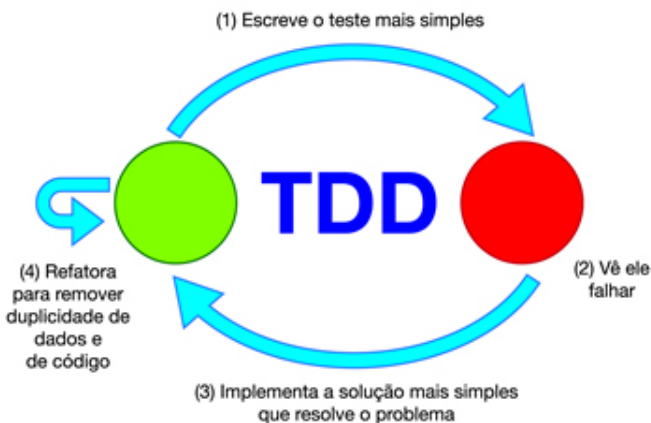 (1) Escreve o teste mais simples
TDD
(2) Vê ele
falhar
(4) Refatora
para remover
duplicidade de
dados e
de código
(3) Implementa a solução mais simples
que resolve o problema